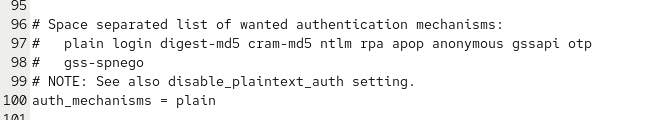 95
96 # Space separated list of wanted authentication mechanisms:
97 #   plain login digest-md5 cram-md5 ntlm rpa apop anonymous gssapi otp
98 #   gss-spnego
99 # NOTE: See also disable_plaintext_auth setting.
100 auth_mechanisms = plain
101